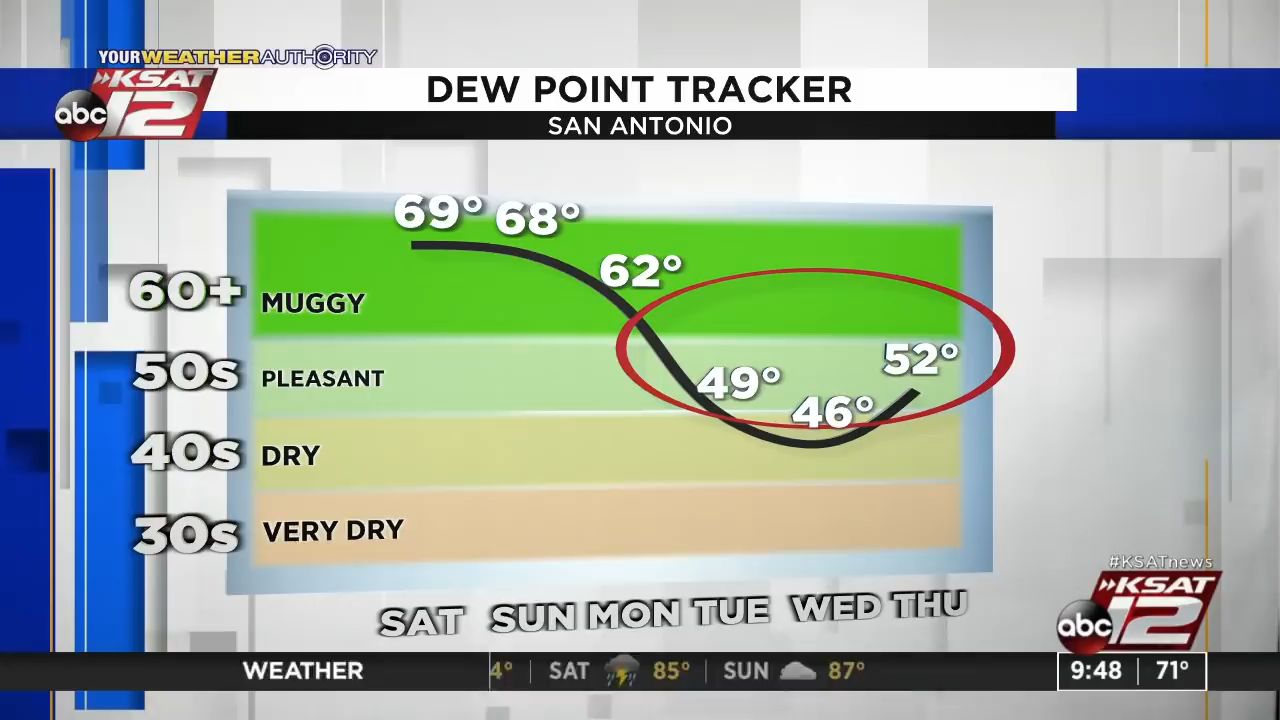 YOURWEATHERAUTHORITY
KSAT
abc 12
DEW POINT TRACKER
SAN ANTONIO
69° 68°
62°
60+ MUGGY
52°
50s PLEASANT
49°
46°
40s DRY
30s VERY DRY
SAT SUN MON TUE WED THU
#KSATnews
KSAT
abc 12
WEATHER 4° | SAT 85° | SUN 87° 9:48 | 71°